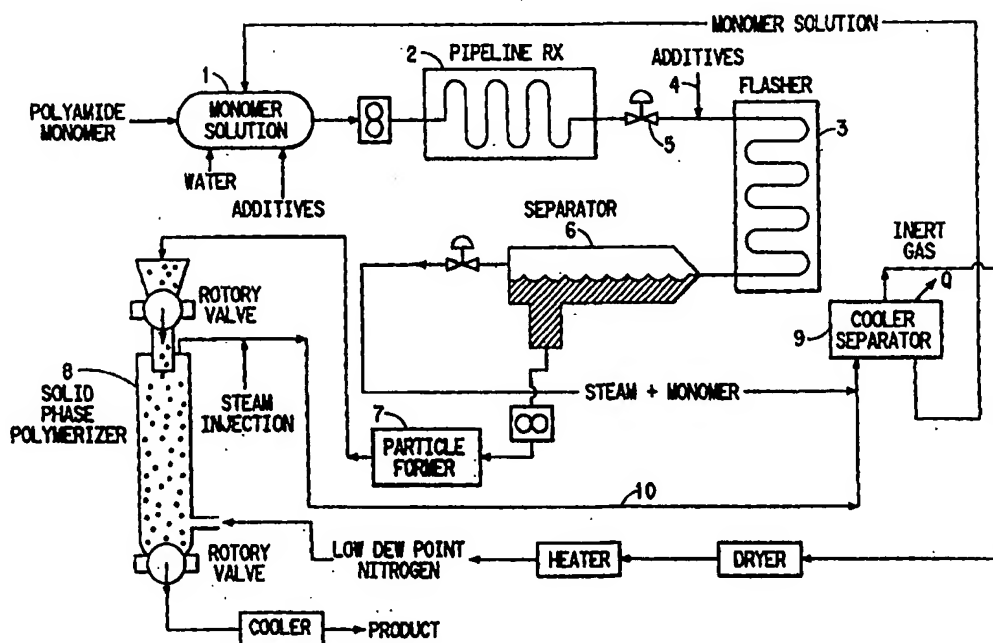 MONOMER SOLUTION
2 PIPELINE RX
ADDITIVES
4
FLASHER
1
POLYAMIDE
MONOMER
MONOMER
SOLUTION
5
3
WATER
ADDITIVES
SEPARATOR
6
INERT
GAS
Q
ROTORY
VALVE
9
COOLER
SEPARATOR
8
SOLID
PHASE
POLYMERIZER
STEAM
INJECTION
STEAM + MONOMER
7
PARTICLE
FORMER
10
ROTORY
VALVE
LOW DEW POINT
NITROGEN
HEATER
DRYER
COOLER
PRODUCT